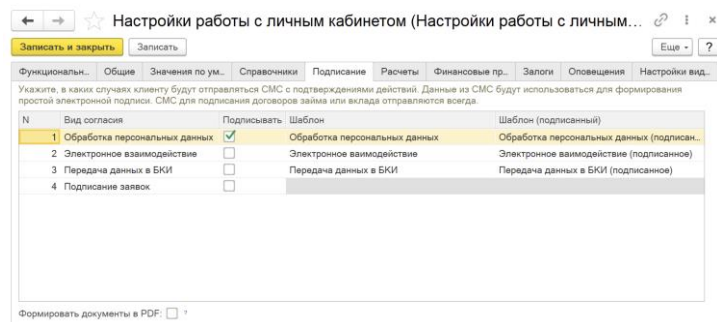 Настройки работы с личным кабинетом (Настройки работы с личным...
Записать и закрыть Записать Еще ?
Функциональн... Общие Значения по ум... Справочники Подписание Расчеты Финансовые пр... Залоги Оповещения Настройки вид...
Укажите, в каких случаях клиенту будут отправляться СМС с подтверждениями действий. Данные из СМС будут использоваться для формирования
простой электронной подписи. СМС для подписания договоров займа или вклада отправляются всегда.
N Вид согласия Подписывать Шаблон Шаблон (подписанный)
1 Обработка персональных данных Обработка персональных данных Обработка персональных данных (подписан...
2 Электронное взаимодействие Электронное ваимодействие Электронное ваимодействие (подписанное)
3 Передача данных в БКИ Передача данных в БКИ Передача данных в БКИ (подписанное)
4 Подписание заявок
Формировать документы в PDF: ?